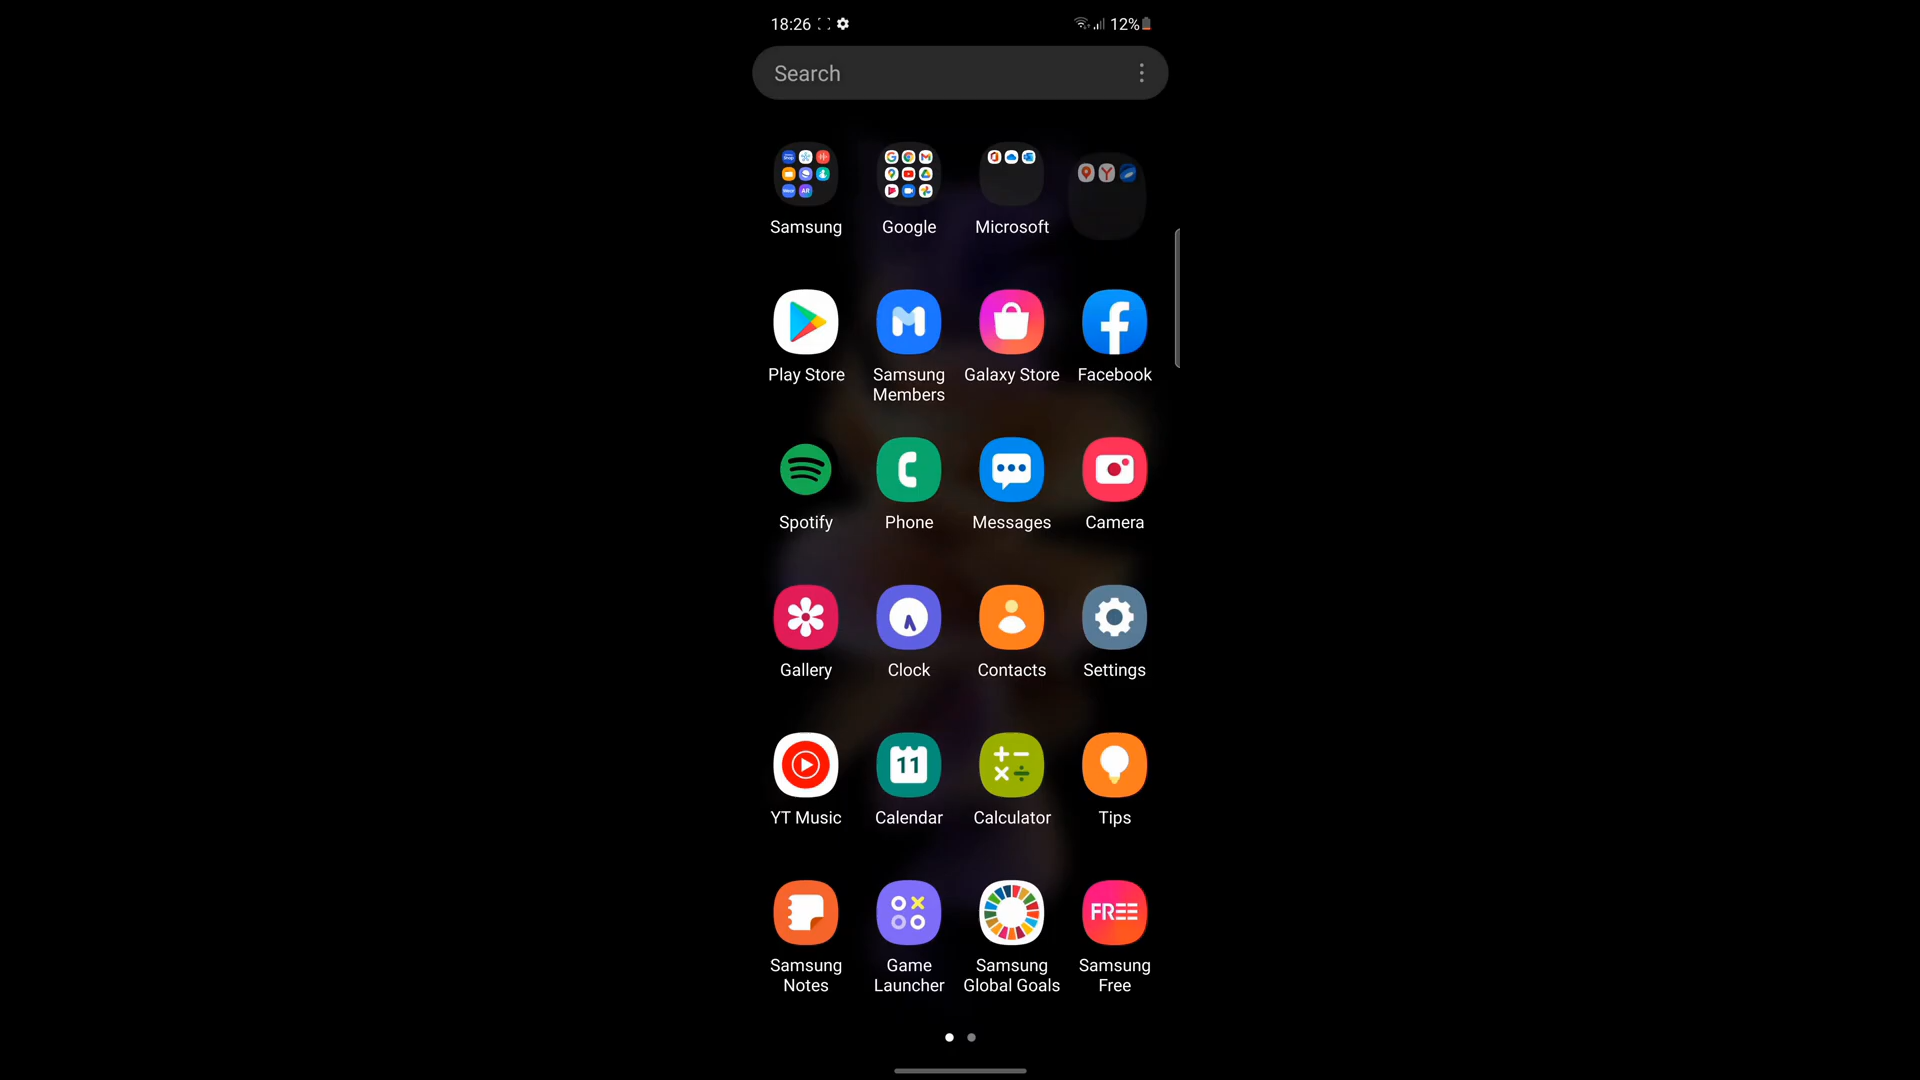 18:26
12%
Search
Samsung
Google
Microsoft
Play Store
Samsung
Members
Galaxy Store
Facebook
Spotify
Phone
Messages
Camera
Gallery
Clock
Contacts
Settings
11
YT Music
Calendar
Calculator
Tips
FREE
Samsung
Notes
Game
Launcher
Samsung
Global Goals
Samsung
Free